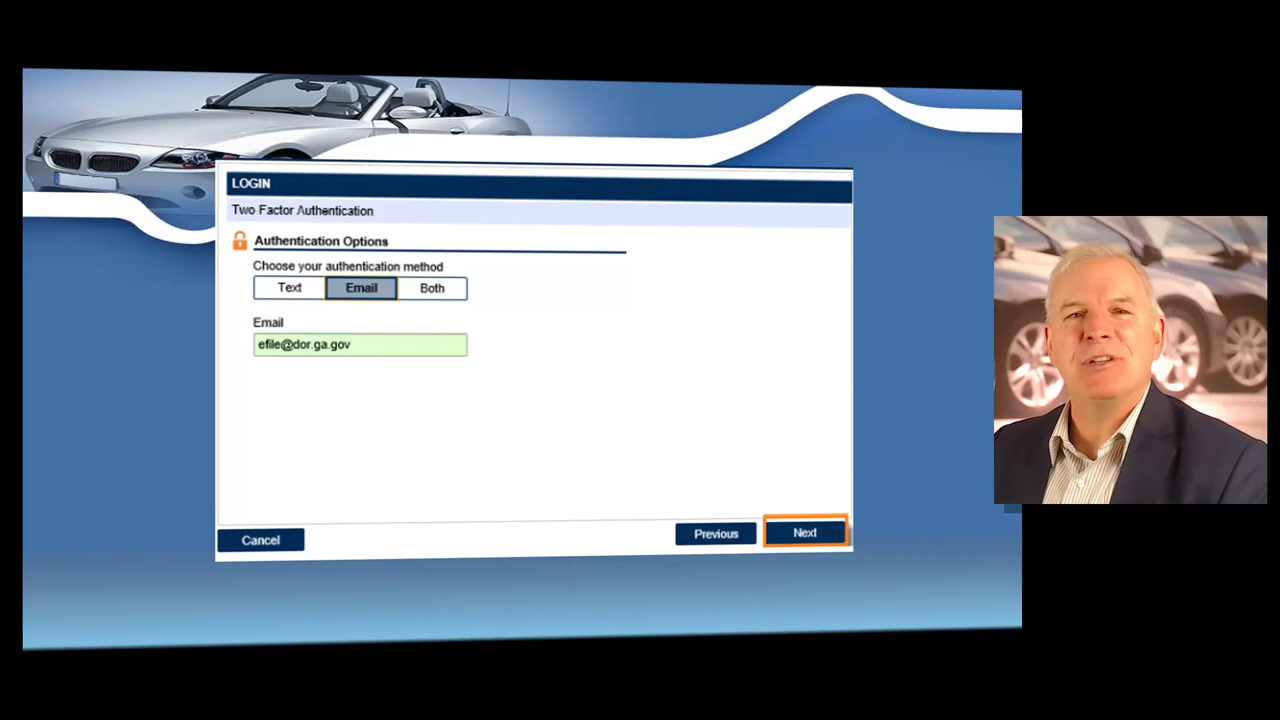 LOGIN
Two Factor Authentication
Authentication Options
Choose your authentication method
Text Email Both
Email
efile@dor.ga.gov
Cancel Previous Next